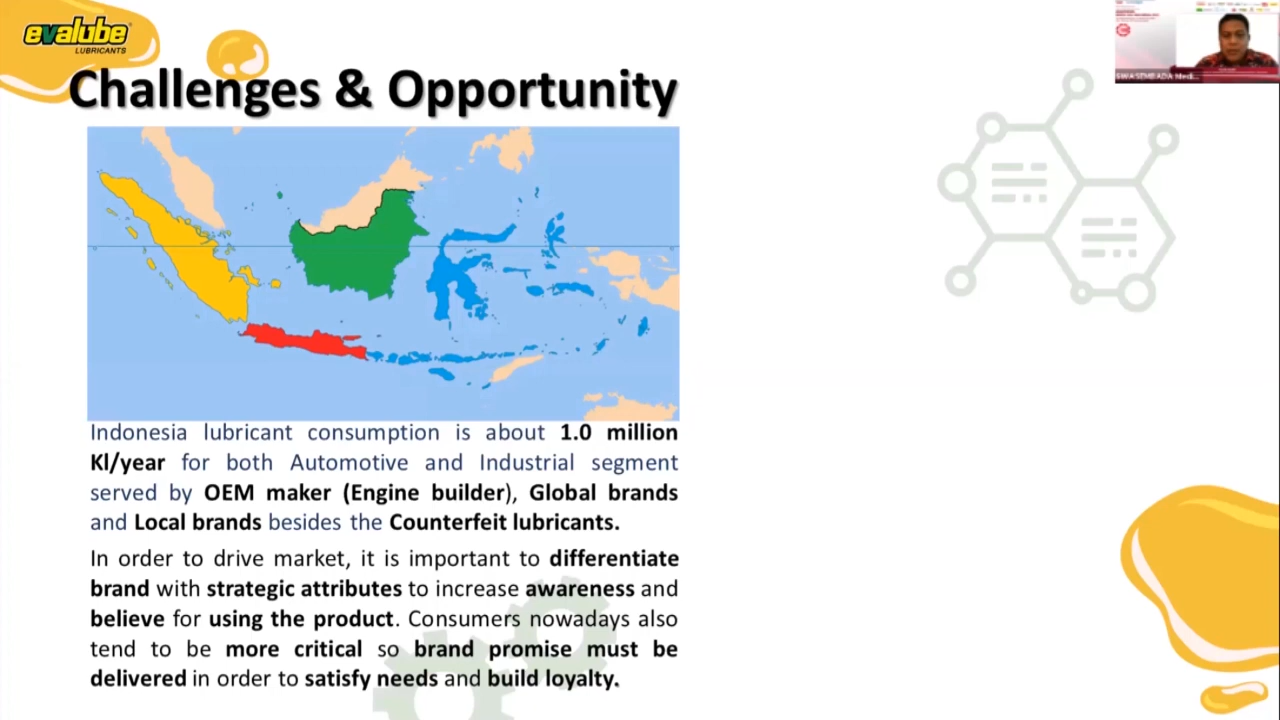 evalube
LUBRICANTS
Challenges & Opportunity
SWA SEMBADA Medi...
Indonesia lubricant consumption is about 1.0 million
Kl/year for both Automotive and Industrial segment
served by OEM maker (Engine builder), Global brands
and Local brands besides the Counterfeit lubricants.
In order to drive market, it is important to differentiate
brand with strategic attributes to increase awareness and
believe for using the product. Consumers nowadays also
tend to be more critical so brand promise must be
delivered in order to satisfy needs and build loyalty.